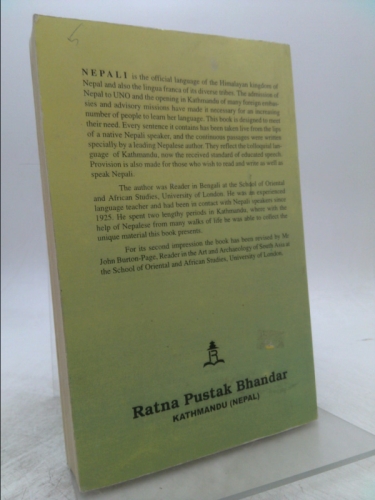 NEPALI is the official language of the Himalayan kingdom of
Nepal and also the lingua franca of its diverse tribes. The admission of
Nepal to UNO and the opening in Kathmandu of many foreign embas-
sies and advisory missions have made it necessary for an increasing
number of people to learn her language. This book is designed to meet
their need. Every sentence it contains has been taken live from the lips
of a native Nepali speaker, and the continuous passages were written
specially by a leading Nepalese author. They reflect the colloquial lan-
guage of Kathmandu, now the received standard of educated speech.
Provision is also made for those who wish to read and write as well as
speak Nepali.
The author was Reader in Bengali at the School of Oriental
and African Studies, University of London. He was an experienced
language teacher and had been in contact with Nepali speakers since
1925. He spent two lengthy periods in Kathmandu, where with the
help of Nepalese from many walks of life he was able to collect the
unique material this book presents.
For its second impression the book has been revised by Mr.
John Burton-Page, Reader in the Art and Archaeology of South Asia at
the School of Oriental and African Studies, University of London.
Ratna Pustak Bhandar
KATHMANDU (NEPAL)